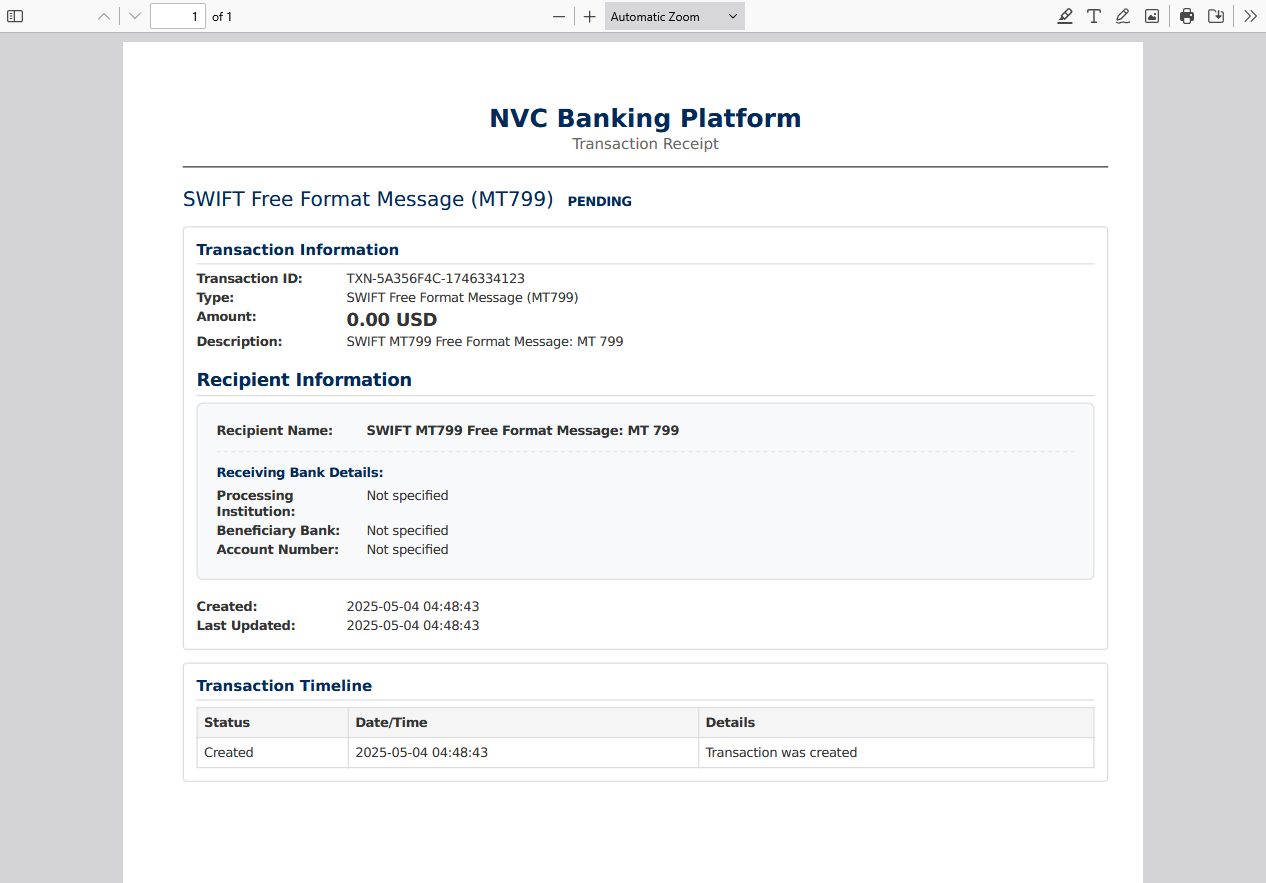 1 of 1
Automatic Zoom
NVC Banking Platform
Transaction Receipt
SWIFT Free Format Message (MT799) PENDING
Transaction Information
Transaction ID: TXN-5A356F4C-1746334123
Type: SWIFT Free Format Message (MT799)
Amount: 0.00 USD
Description: SWIFT MT799 Free Format Message: MT 799
Recipient Information
Recipient Name: SWIFT MT799 Free Format Message: MT 799
Receiving Bank Details:
Processing Not specified
Institution:
Beneficiary Bank: Not specified
Account Number: Not specified
Created: 2025-05-04 04:48:43
Last Updated: 2025-05-04 04:48:43
Transaction Timeline
Status Date/Time Details
Created 2025-05-04 04:48:43 Transaction was created